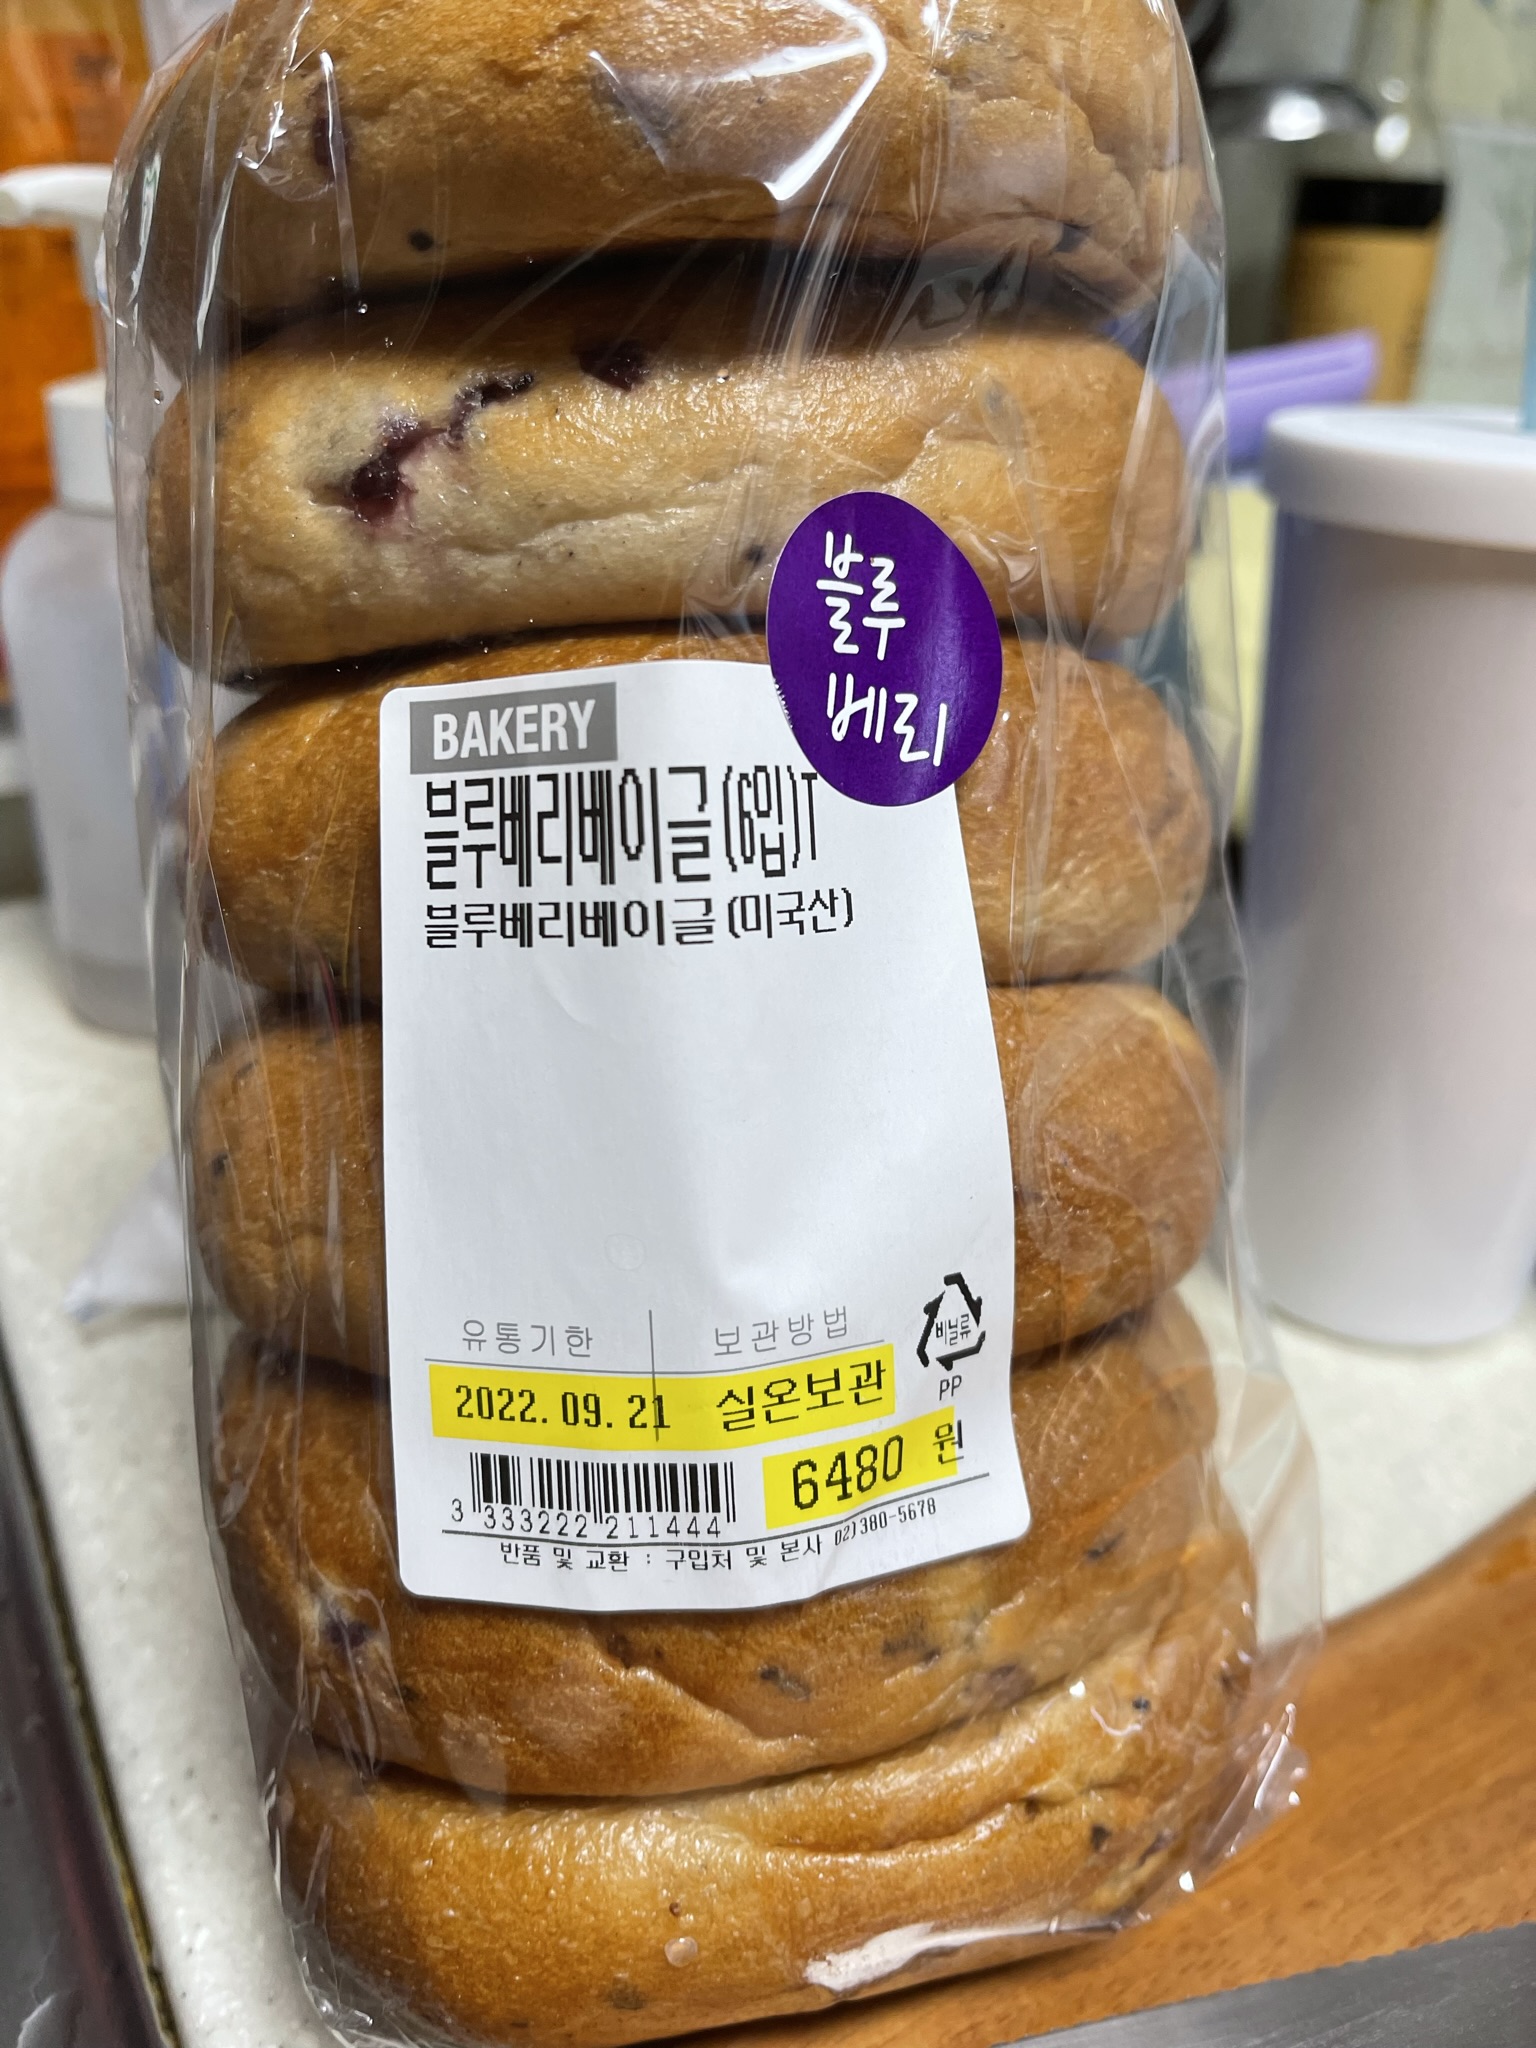 블루
베리
BAKERY
블루베리베이글(6입)T
블루베리베이글(미국산)
유통기한 보관방법
비닐류
PP
2022. 09. 21 실온보관
6480 원
3 333222 211444
반품 및 교환 : 구입처 및 본사 02)380-5678